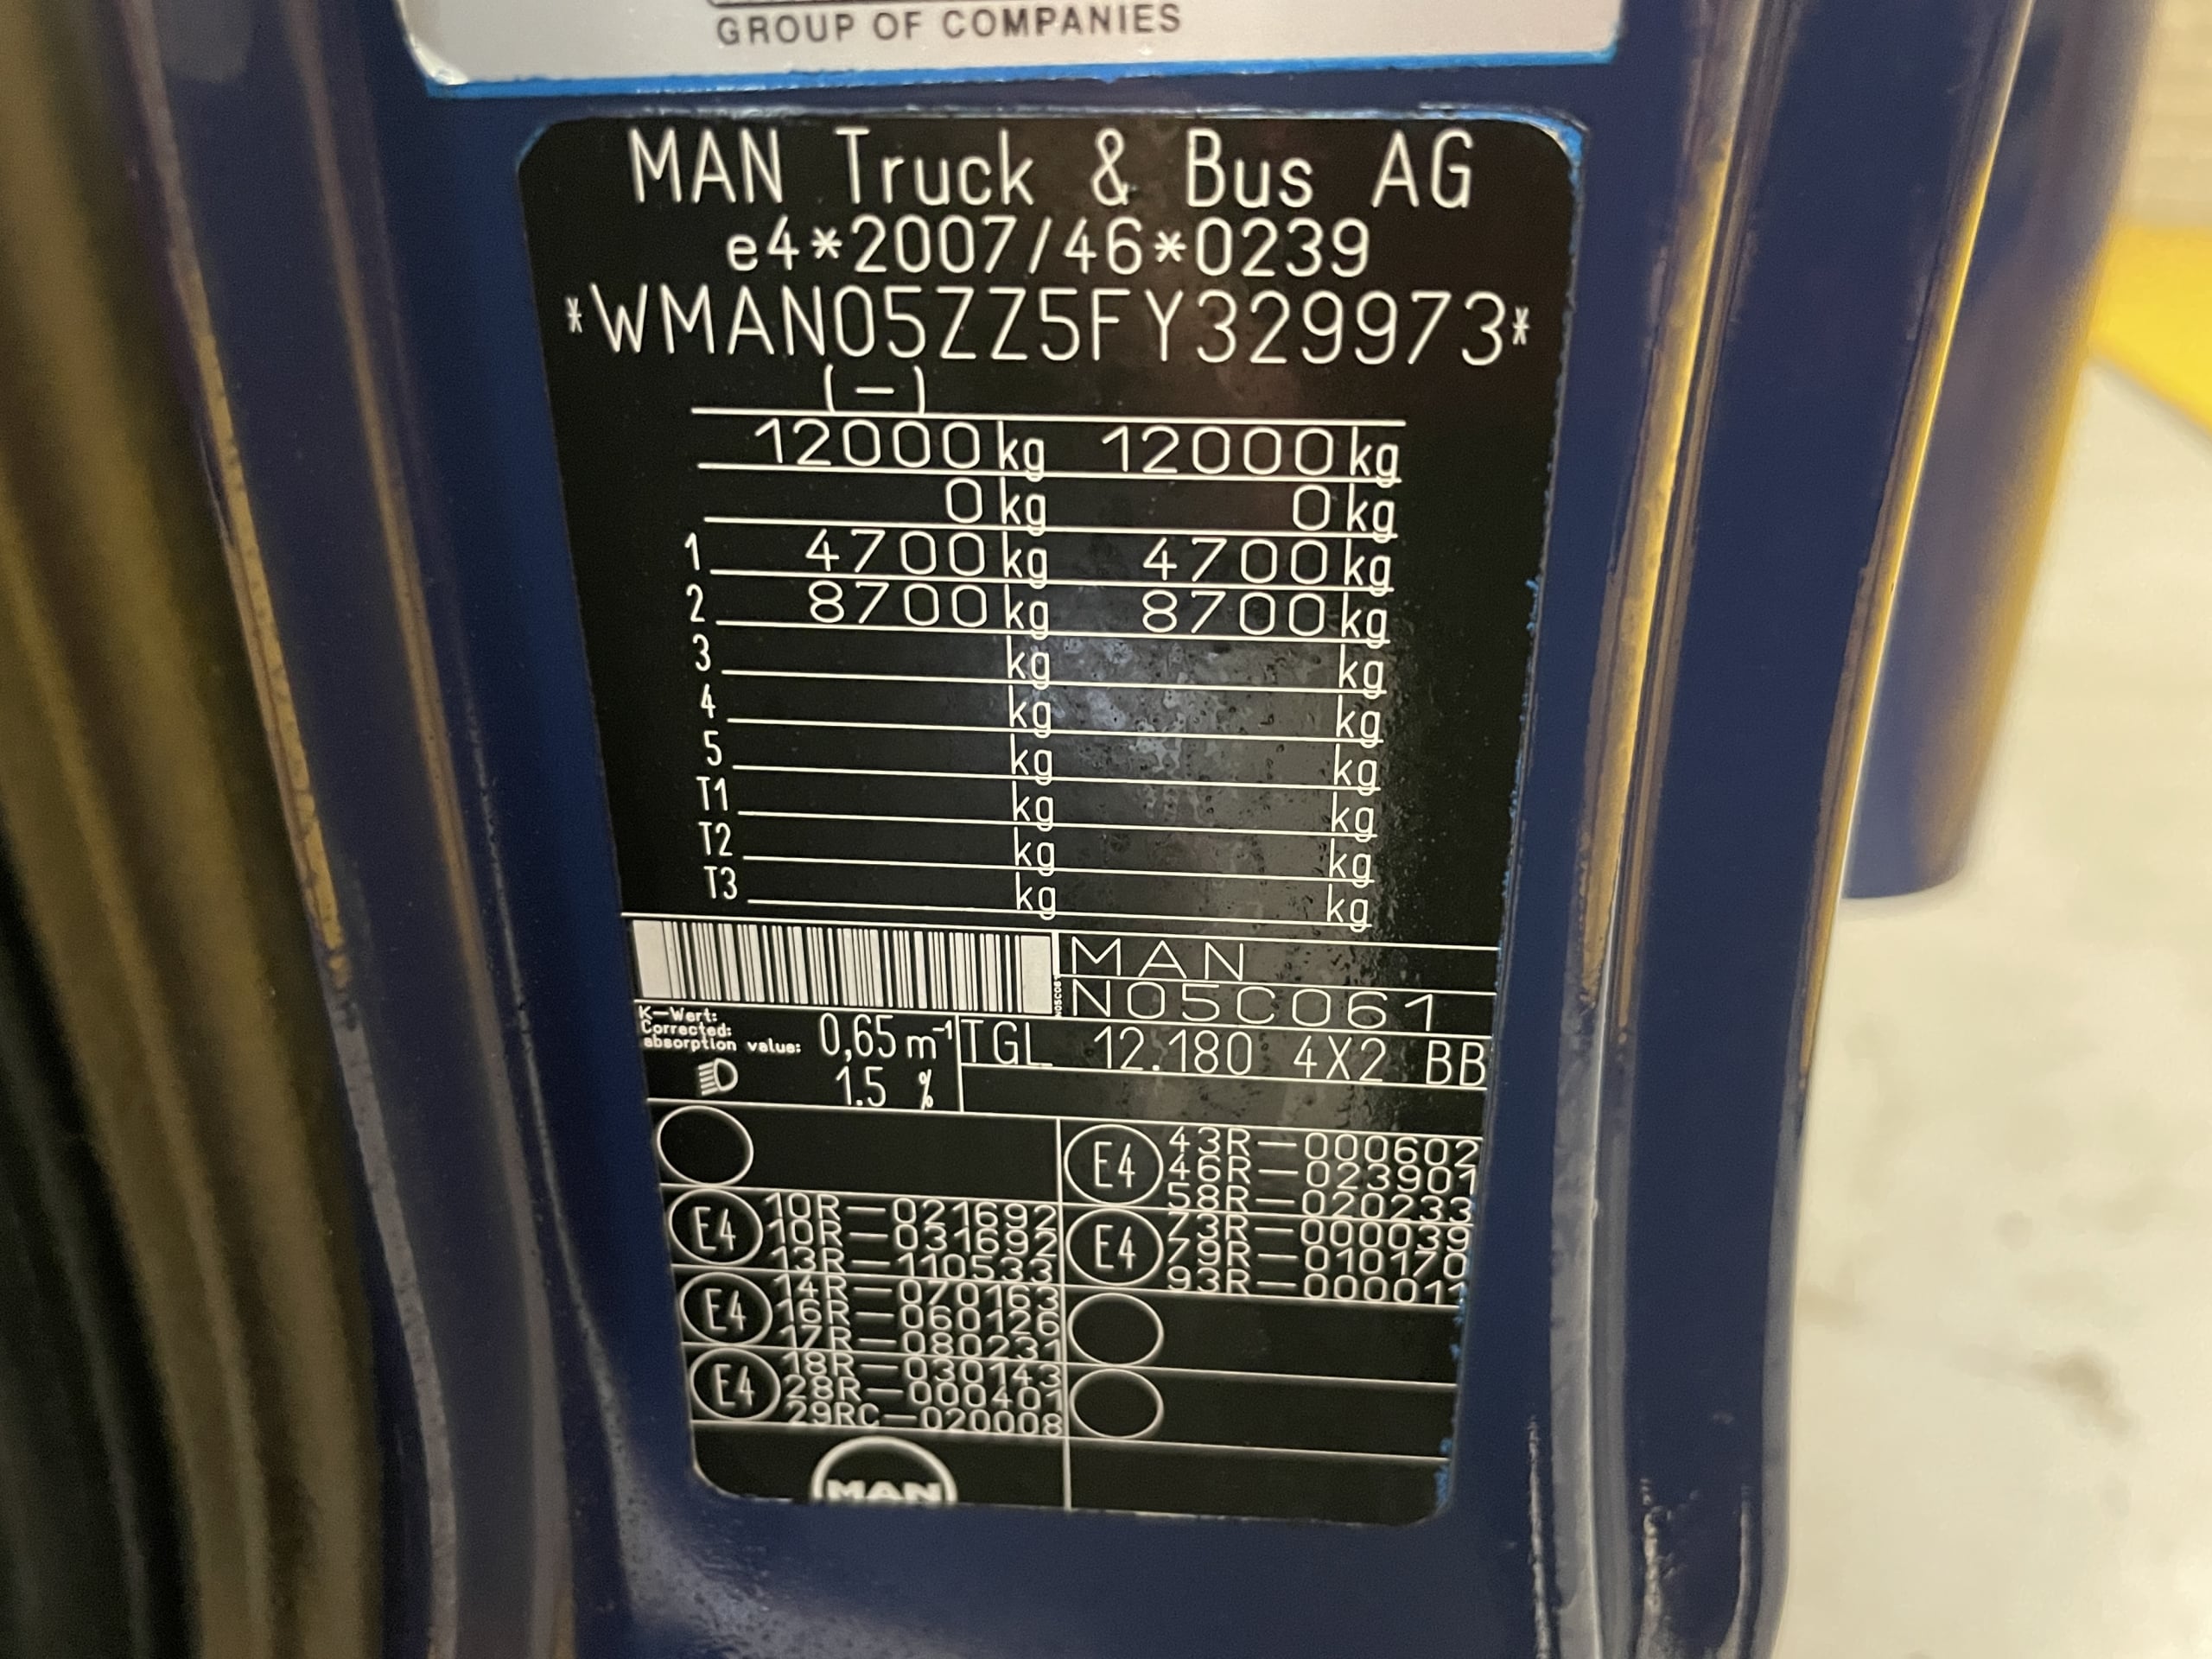 GROUP OF COMPANIES
MAN Truck & Bus AG
e4*2007/46*0239
*WMAN05ZZ5FY329973*
(-)
12000 kg 12000 kg
0 kg 0 kg
1 4700 kg 4700 kg
2 8700 kg 8700 kg
3 kg kg
4 kg kg
5 kg kg
T1 kg kg
T2 kg kg
T3 kg kg
MAN
N05C061
K-Wert:
Corrected:
absorption value: 0,65 m⁻¹
1.5 %
TGL 12.180 4X2 BB
E4 10R-021692
10R-031692
13R-110533
E4 14R-070163
16R-060126
17R-080231
E4 18R-030143
28R-000401
29RC-020008
E4 43R-000602
46R-023901
58R-020233
E4 73R-000039
79R-010170
93R-000011
MAN